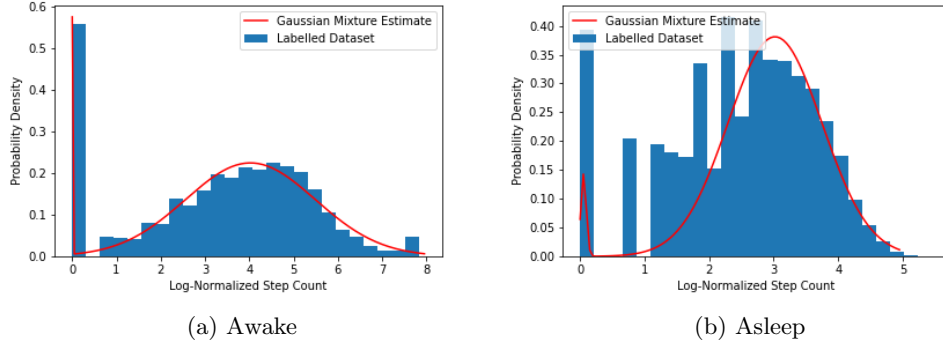 Gaussian Mixture Estimate
Labelled Dataset
Probability Density
0.6
0.5
0.4
0.3
0.2
0.1
0.0
0 1 2 3 4 5 6 7 8
Log-Normalized Step Count
(a) Awake
Gaussian Mixture Estimate
Labelled Dataset
Probability Density
0.40
0.35
0.30
0.25
0.20
0.15
0.10
0.05
0.00
0 1 2 3 4 5
Log-Normalized Step Count
(b) Asleep